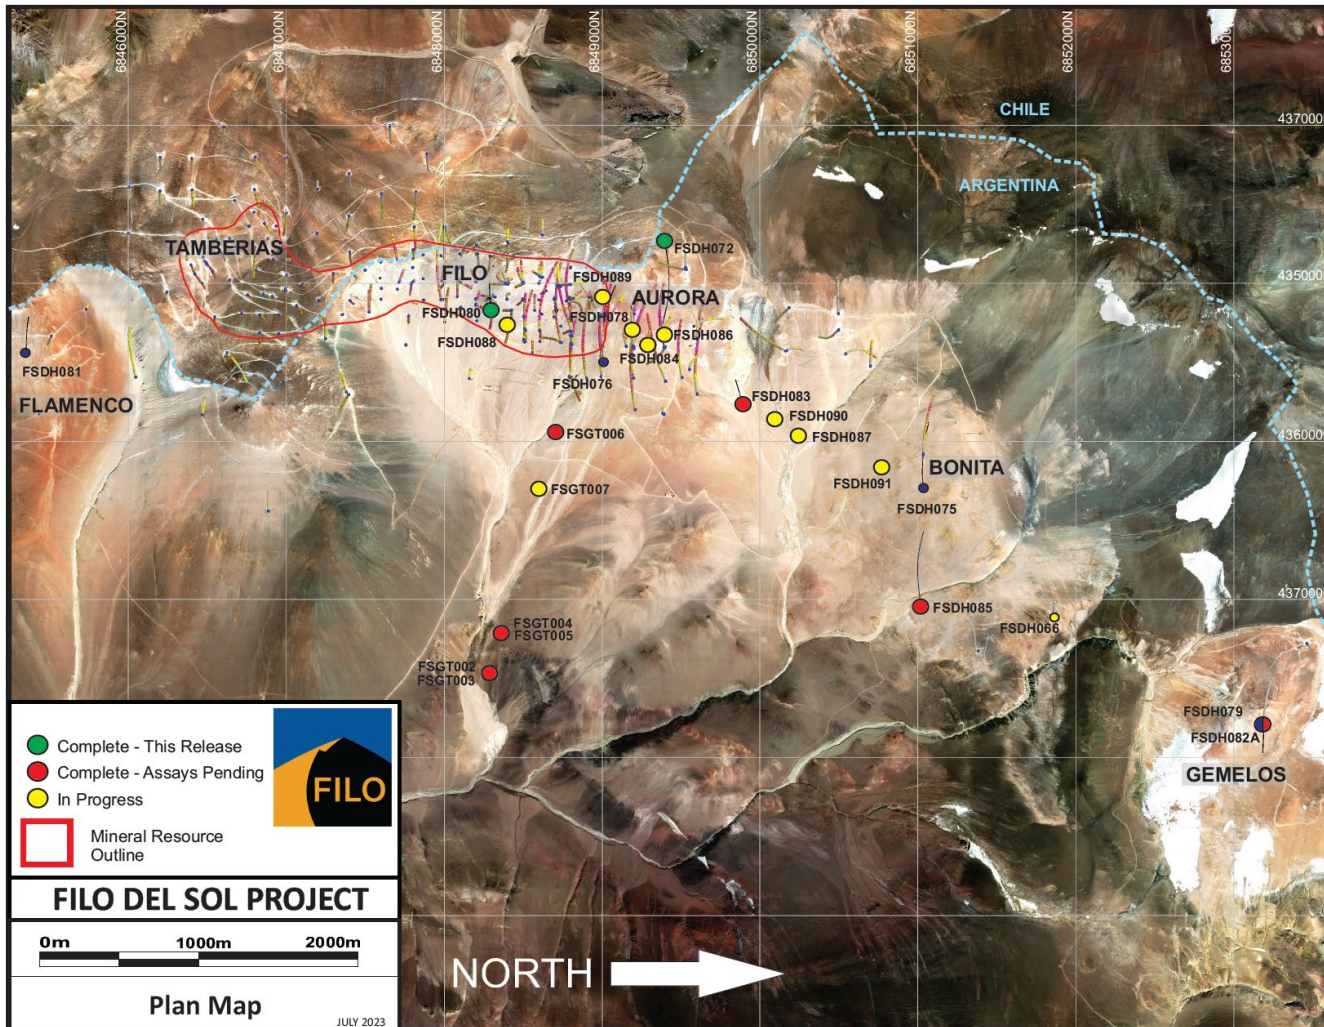 6846000N
6847000N
6848000N
6849000N
6850000N
6851000N
6852000N
6853000N
CHILE
ARGENTINA
437000
435000
436000
437000
TAMBERIAS
FILO
AURORA
FLAMENCO
BONITA
GEMELOS
FSDH072
FSDH089
FSDH080
FSDH078
FSDH088
FSDH086
FSDH084
FSDH076
FSDH081
FSDH083
FSDH090
FSDH087
FSGT006
FSDH091
FSGT007
FSDH075
FSDH085
FSDH066
FSGT004
FSGT005
FSGT002
FSGT003
FSDH079
FSDH082A
Complete - This Release
Complete - Assays Pending
In Progress
Mineral Resource
Outline
FILO
FILO DEL SOL PROJECT
0m 1000m 2000m
Plan Map
JULY 2023
NORTH